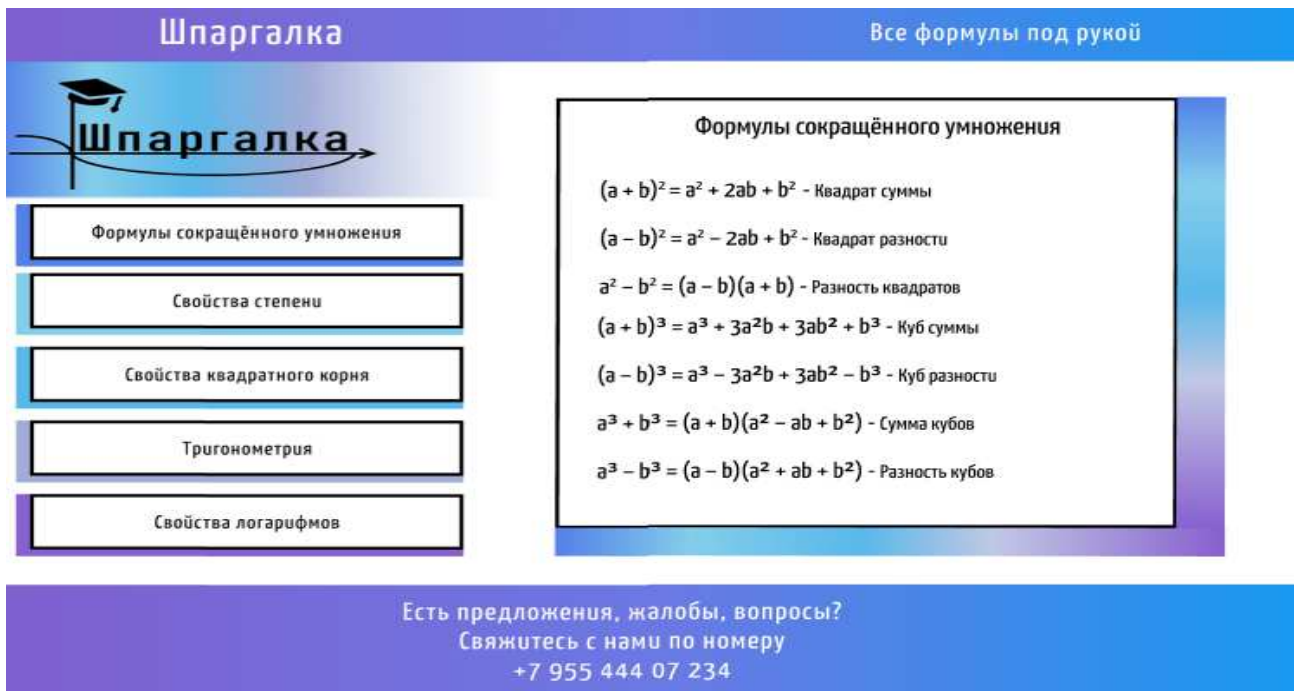 Шпаргалка
Все формулы под рукой
Шпаргалка
Формулы сокращённого умножения
Свойства степени
Свойства квадратного корня
Тригонометрия
Свойства логарифмов
Формулы сокращённого умножения
(a + b)² = a² + 2ab + b² - Квадрат суммы
(a – b)² = a² – 2ab + b² - Квадрат разности
a² – b² = (a – b)(a + b) - Разность квадратов
(a + b)³ = a³ + 3a²b + 3ab² + b³ - Куб суммы
(a – b)³ = a³ – 3a²b + 3ab² – b³ - Куб разности
a³ + b³ = (a + b)(a² – ab + b²) - Сумма кубов
a³ – b³ = (a – b)(a² + ab + b²) - Разность кубов
Есть предложения, жалобы, вопросы?
Свяжитесь с нами по номеру
+7 955 444 07 234